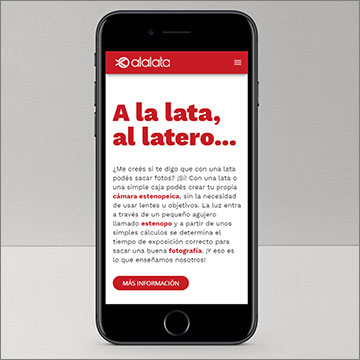 alalata
A la lata,
al latero...
¿Me creés si te digo que con una lata
podés sacar fotos? ¡Sí! Con una lata o
una simple caja podés crear tu propia
cámara estenopeica, sin la necesidad
de usar lentes u objetivos. La luz entra
a través de un pequeño agujero
llamado estenopo y a partir de unos
simples cálculos se determina el
tiempo de exposición correcto para
sacar una buena fotografía. ¡Y eso es
lo que enseñamos nosotros!
MÁS INFORMACIÓN